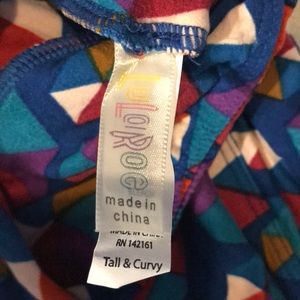 LuLaRoe
made in
china
MADE IN CHINA
RN 142161
Tall & Curvy